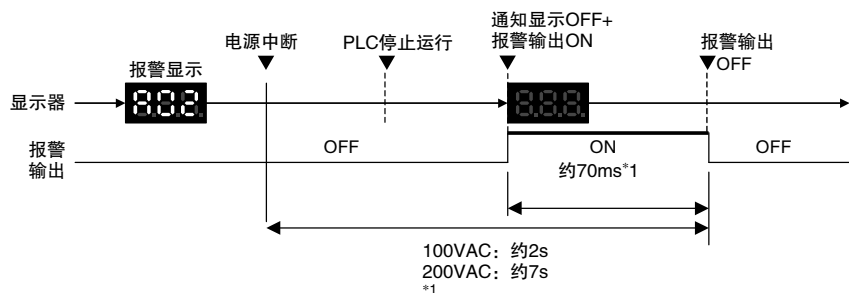 通知显示OFF+
电源中断
PLC停止运行
报警输出ON
报警输出
OFF
报警显示
显示器
A02
8.8.8.
报警
输出
OFF
ON
OFF
约70ms*1
100VAC：约2s
200VAC：约7s
*1